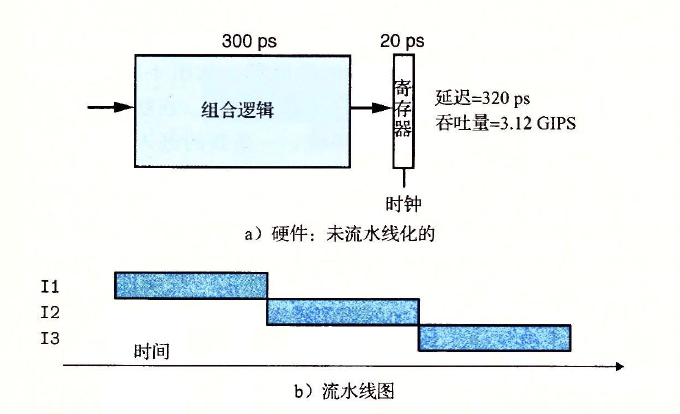 300 ps
20 ps
组合逻辑
寄存器
延迟=320 ps
吞吐量=3.12 GIPS
时钟
a）硬件：未流水线化的
I1
I2
I3
时间
b）流水线图